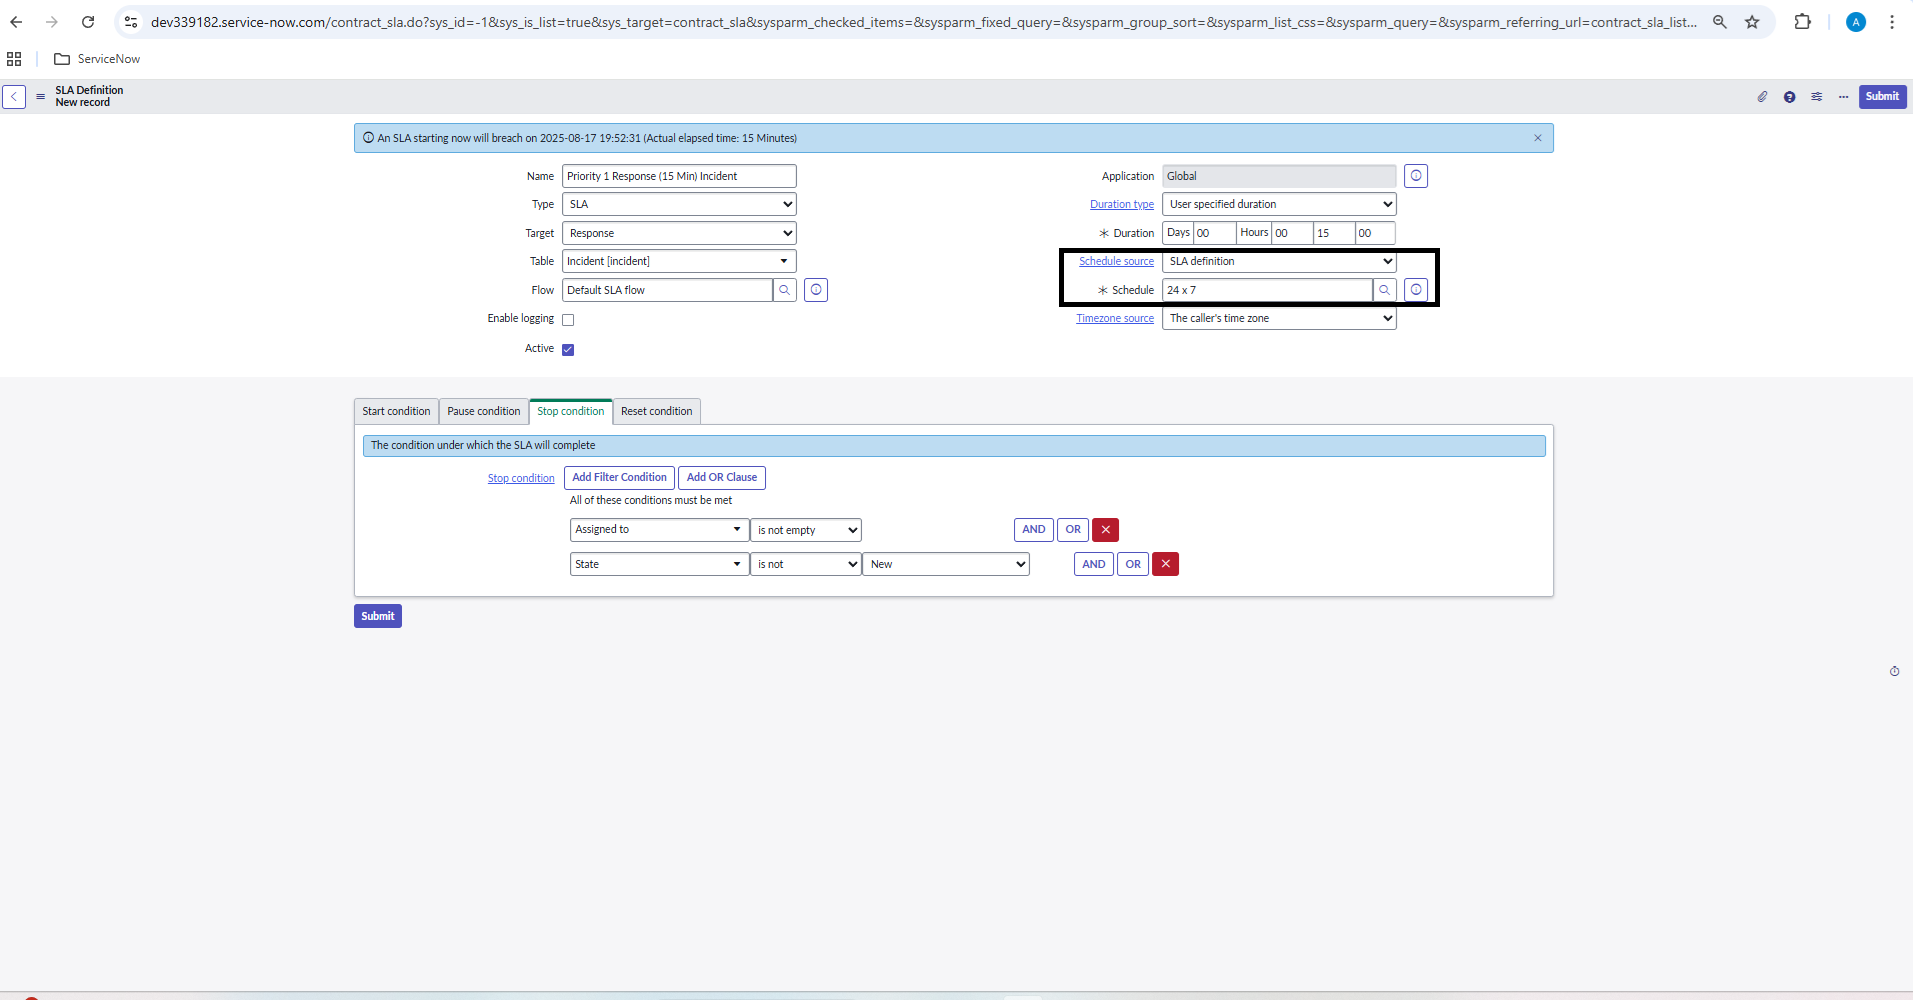 dev339182.service-now.com/contract_sla.do?sys_id=-1&sys_is_list=true&sys_target=contract_sla&sysparm_checked_items=&sysparm_fixed_query=&sysparm_group_sort=&sysparm_list_css=&sysparm_query=&sysparm_referring_url=contract_sla_list... A
ServiceNow
SLA Definition
New record
Submit
An SLA starting now will breach on 2025-08-17 19:52:31 (Actual elapsed time: 15 Minutes)
Name Priority 1 Response (15 Min) Incident
Application Global
Type SLA
Duration type User specified duration
Target Response
Duration Days 00 Hours 00 15 00
Table Incident [incident]
Schedule source SLA definition
Flow Default SLA flow
Schedule 24 x 7
Enable logging
Timezone source The caller's time zone
Active
Start condition Pause condition Stop condition Reset condition
The condition under which the SLA will complete
Stop condition Add Filter Condition Add OR Clause
All of these conditions must be met
Assigned to is not empty AND OR
State is not New AND OR
Submit